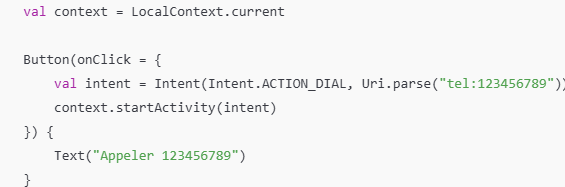 val context = LocalContext.current
Button(onClick = {
val intent = Intent(Intent.ACTION_DIAL, Uri.parse("tel:123456789"))
context.startActivity(intent)
}) {
Text("Appeler 123456789")
}